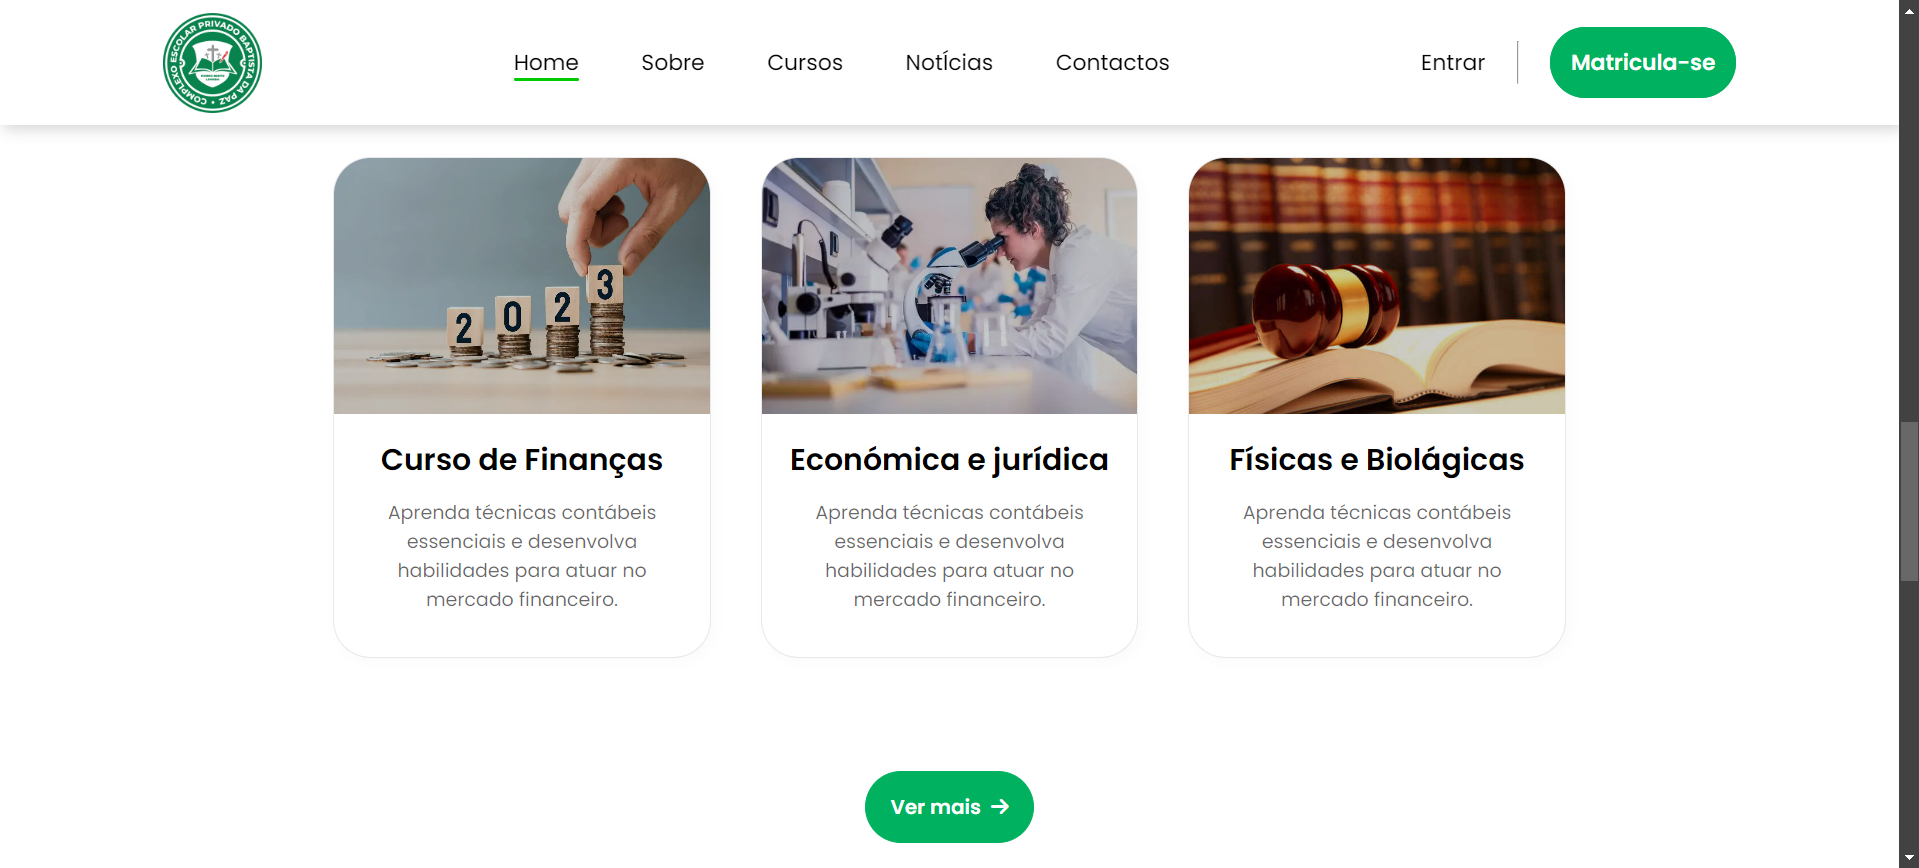 COMPLEXO ESCOLAR PRIVADO BAPTISTA DA PAZ
Home
Sobre
Cursos
NotÍcias
Contactos
Entrar
Matricula-se
2 0 2 3
Curso de Finanças
Aprenda técnicas contábeis
essenciais e desenvolva
habilidades para atuar no
mercado financeiro.
Económica e jurídica
Aprenda técnicas contábeis
essenciais e desenvolva
habilidades para atuar no
mercado financeiro.
Físicas e Biolágicas
Aprenda técnicas contábeis
essenciais e desenvolva
habilidades para atuar no
mercado financeiro.
Ver mais →